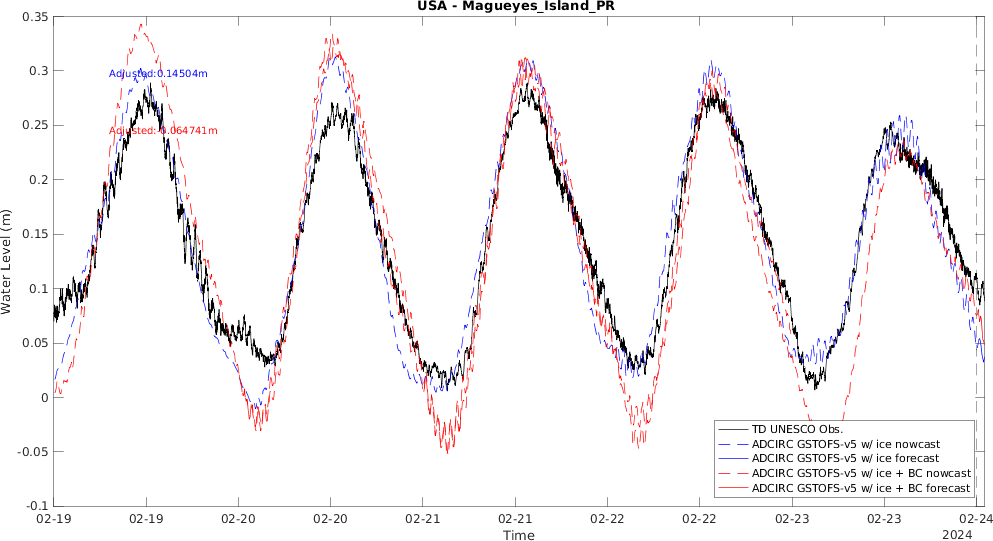 USA - Magueyes_Island_PR
0.35
0.3
Adjusted:0.14504m
0.25
Adjusted:-0.064741m
0.2
0.15
0.1
0.05
0
-0.05
-0.1
Water Level (m)
TD UNESCO Obs.
ADCIRC GSTOFS-v5 w/ ice nowcast
ADCIRC GSTOFS-v5 w/ ice forecast
ADCIRC GSTOFS-v5 w/ ice + BC nowcast
ADCIRC GSTOFS-v5 w/ ice + BC forecast
02-19 02-19 02-20 02-20 02-21 02-21 02-22 02-22 02-23 02-23 02-24
Time
2024